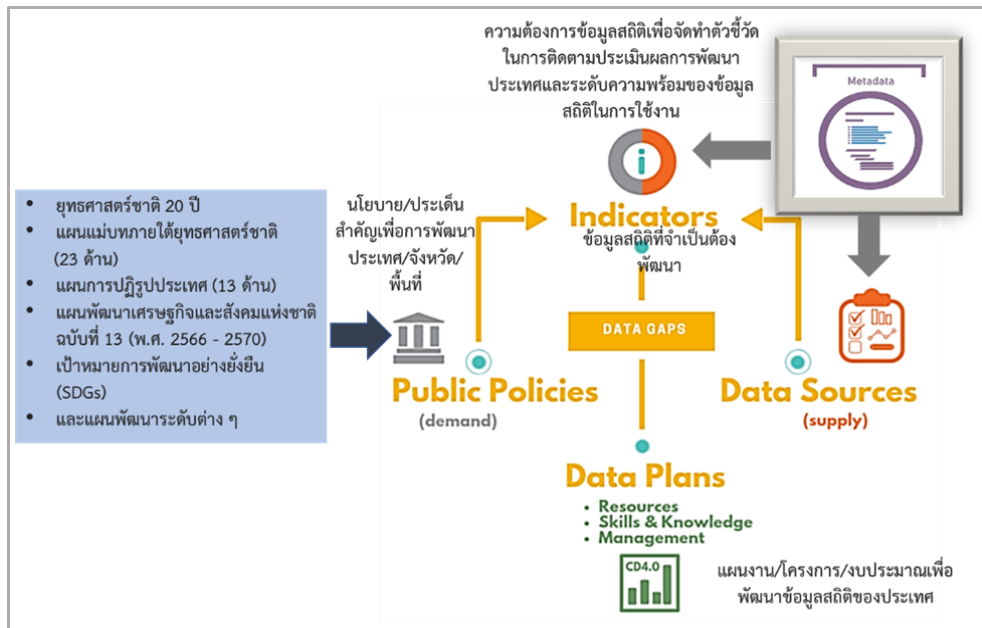 ความต้องการข้อมูลสถิติเพื่อจัดทำตัวชี้วัด
ในการติดตามประเมินผลการพัฒนา
ประเทศและระดับความพร้อมของข้อมูล
สถิติในการใช้งาน
Metadata
i
Indicators
ข้อมูลสถิติที่จำเป็นต้อง
พัฒนา
• ยุทธศาสตร์ชาติ 20 ปี
• แผนแม่บทภายใต้ยุทธศาสตร์ชาติ
(23 ด้าน)
• แผนการปฏิรูปประเทศ (13 ด้าน)
• แผนพัฒนาเศรษฐกิจและสังคมแห่งชาติ
ฉบับที่ 13 (พ.ศ. 2566 - 2570)
• เป้าหมายการพัฒนาอย่างยั่งยืน
(SDGs)
• และแผนพัฒนาระดับต่าง ๆ
นโยบาย/ประเด็น
สำคัญเพื่อการพัฒนา
ประเทศ/จังหวัด/
พื้นที่
DATA GAPS
Public Policies
(demand)
Data Sources
(supply)
Data Plans
• Resources
• Skills & Knowledge
• Management
CD4.0
แผนงาน/โครงการ/งบประมาณเพื่อ
พัฒนาข้อมูลสถิติของประเทศ